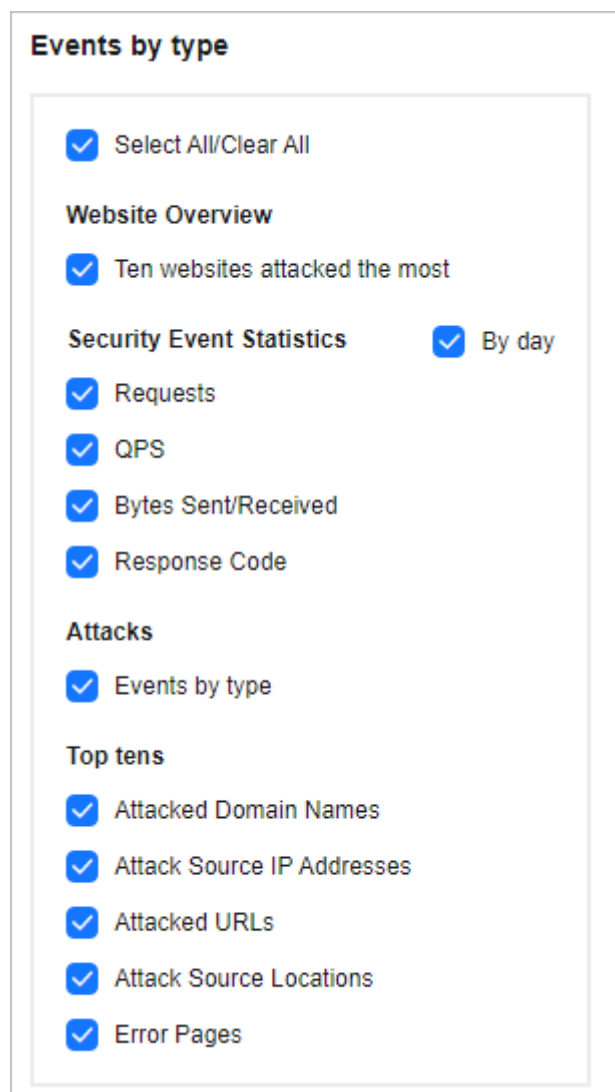 Events by type
Select All/Clear All
Website Overview
Ten websites attacked the most
Security Event Statistics By day
Requests
QPS
Bytes Sent/Received
Response Code
Attacks
Events by type
Top tens
Attacked Domain Names
Attack Source IP Addresses
Attacked URLs
Attack Source Locations
Error Pages